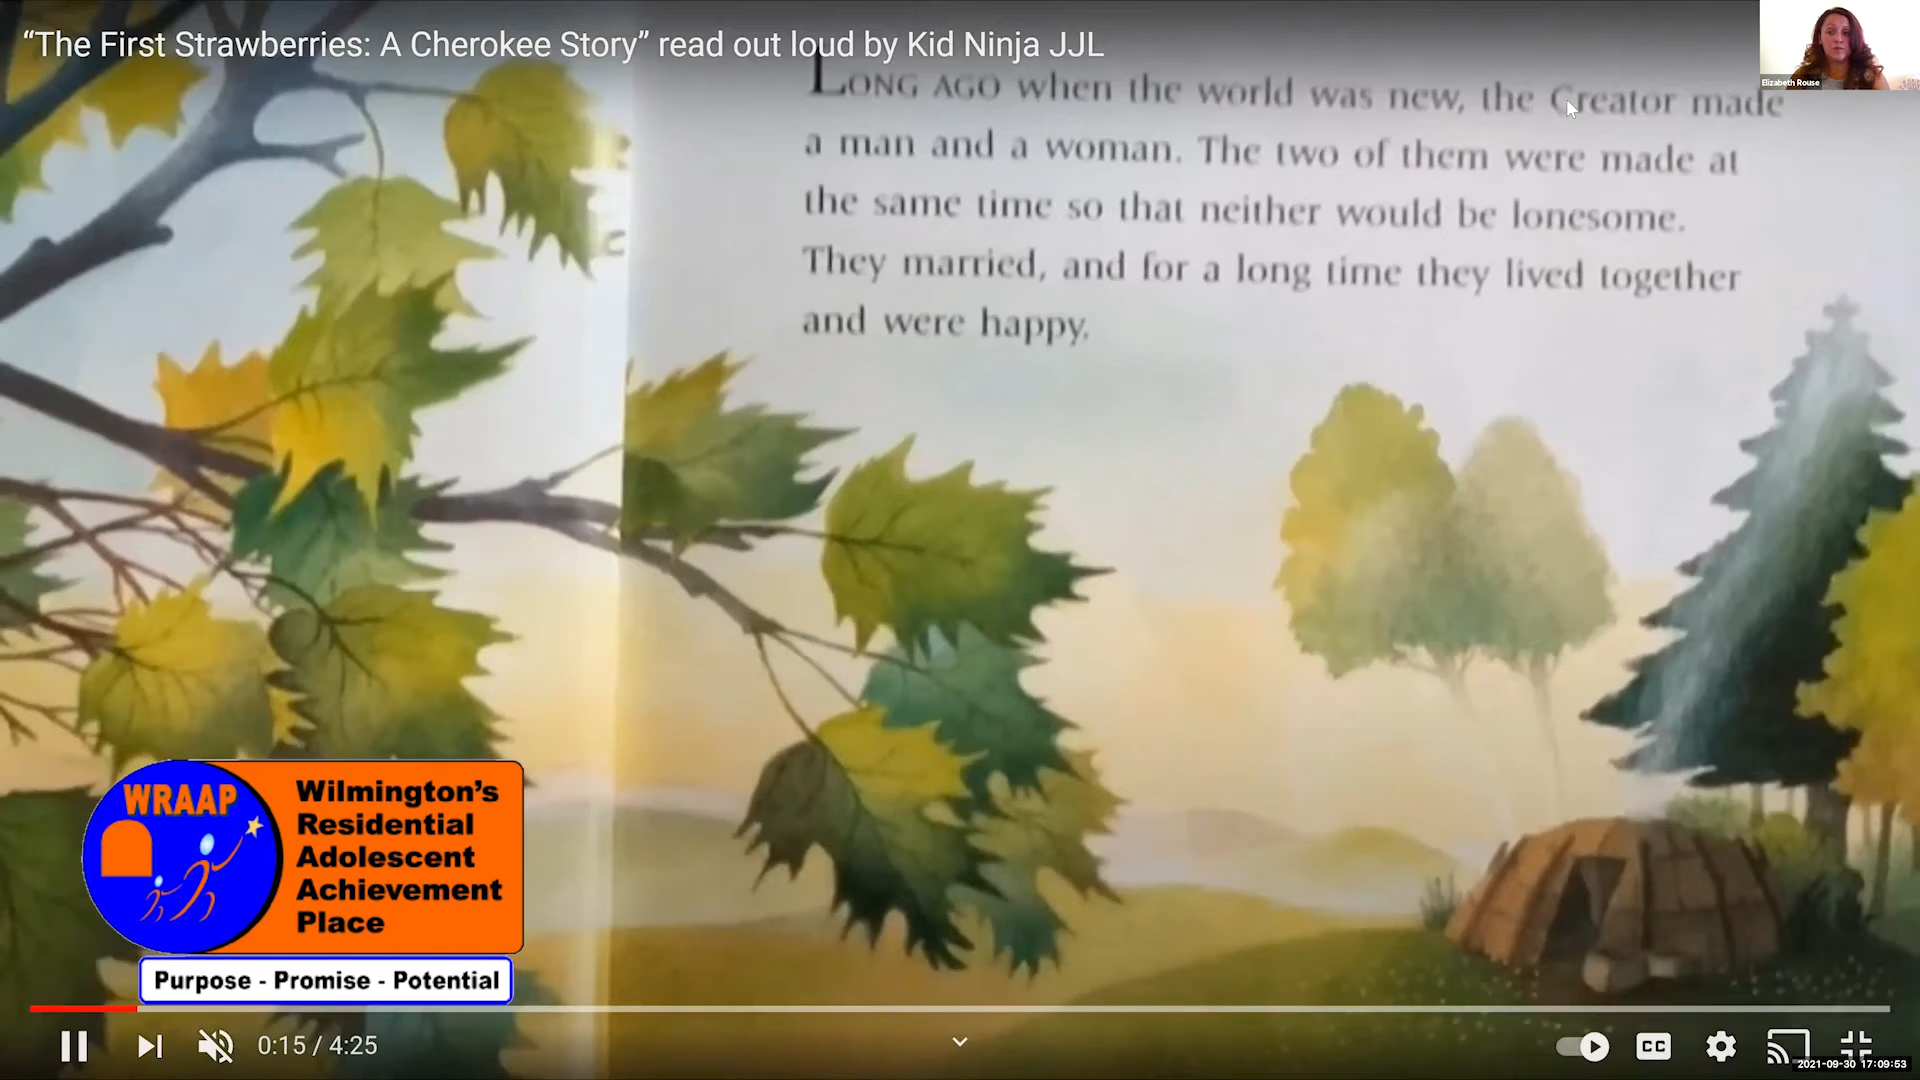 “The First Strawberries: A Cherokee Story” read out loud by Kid Ninja JJL
Elizabeth Rouse
LONG AGO when the world was new, the Creator made
a man and a woman. The two of them were made at
the same time so that neither would be lonesome.
They married, and for a long time they lived together
and were happy.
WRAAP
Wilmington’s
Residential
Adolescent
Achievement
Place
Purpose - Promise - Potential
0:15 / 4:25
CC
2021-09-30 17:09:53